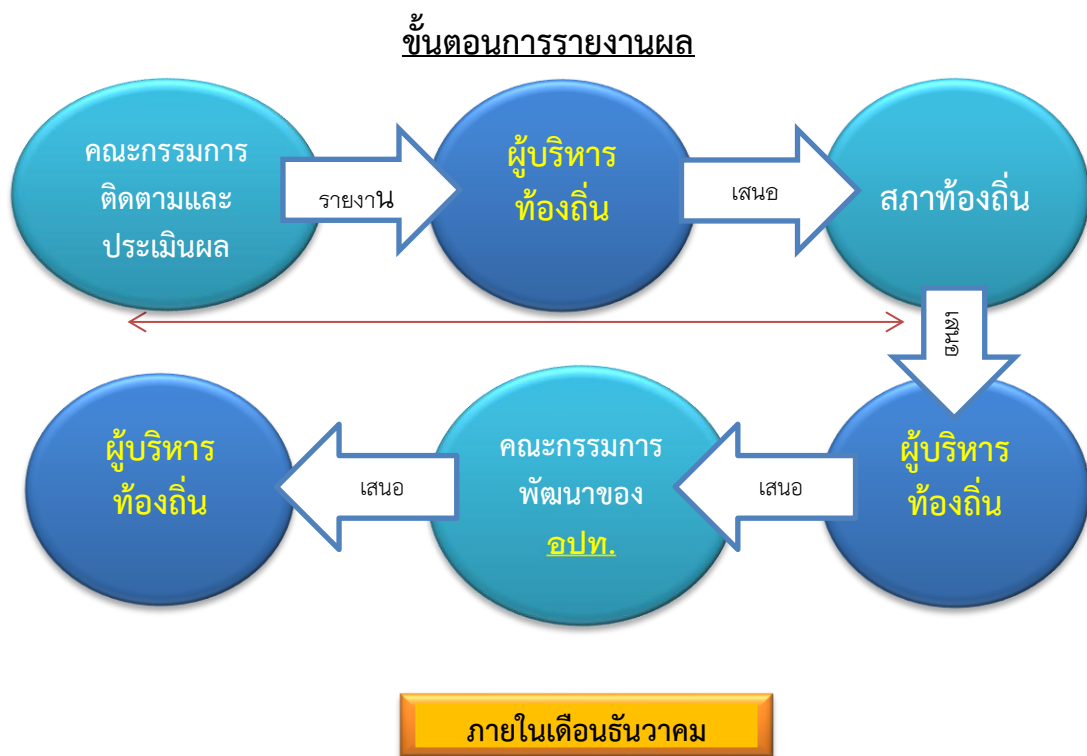 ขั้นตอนการรายงานผล
คณะกรรมการ
ติดตามและ
ประเมินผล
รายงาน
ผู้บริหาร
ท้องถิ่น
เสนอ
สภาท้องถิ่น
เสนอ
ผู้บริหาร
ท้องถิ่น
เสนอ
คณะกรรมการ
พัฒนาของ
อปท.
เสนอ
ผู้บริหาร
ท้องถิ่น
ภายในเดือนธันวาคม